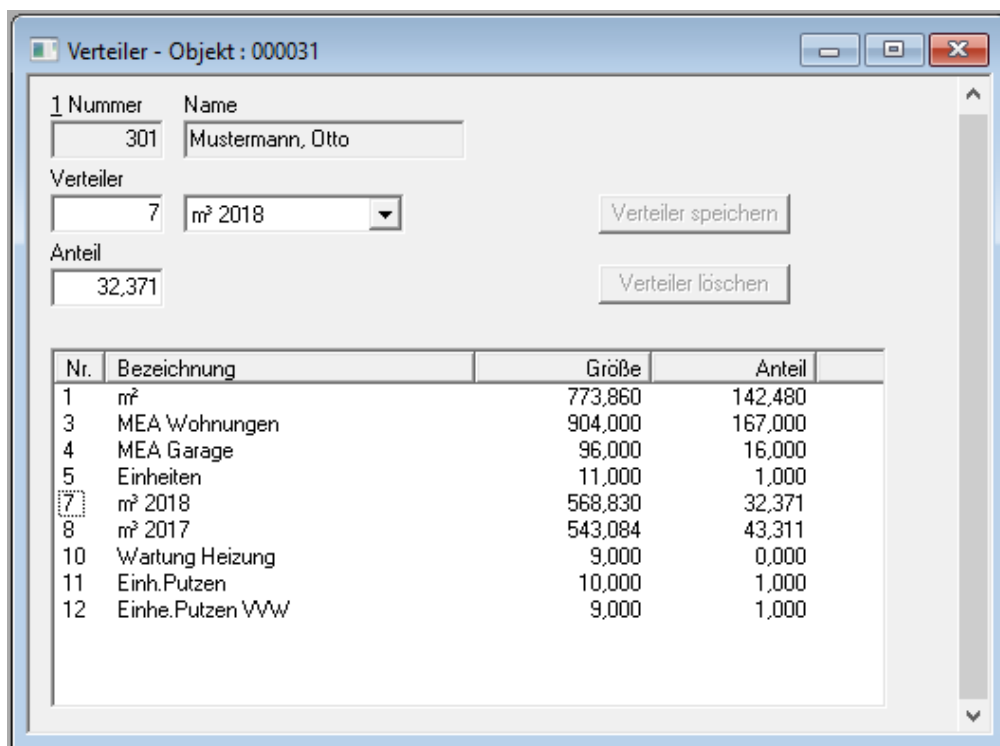 Verteiler - Objekt : 000031
1 Nummer Name
301 Mustermann, Otto
Verteiler
7 m³ 2018 Verteiler speichern
Anteil
32,371 Verteiler löschen
Nr. Bezeichnung Größe Anteil
1 m² 773,860 142,480
3 MEA Wohnungen 904,000 167,000
4 MEA Garage 96,000 16,000
5 Einheiten 11,000 1,000
7 m³ 2018 568,830 32,371
8 m³ 2017 543,084 43,311
10 Wartung Heizung 9,000 0,000
11 Einh.Putzen 10,000 1,000
12 Einhe.Putzen VVW 9,000 1,000